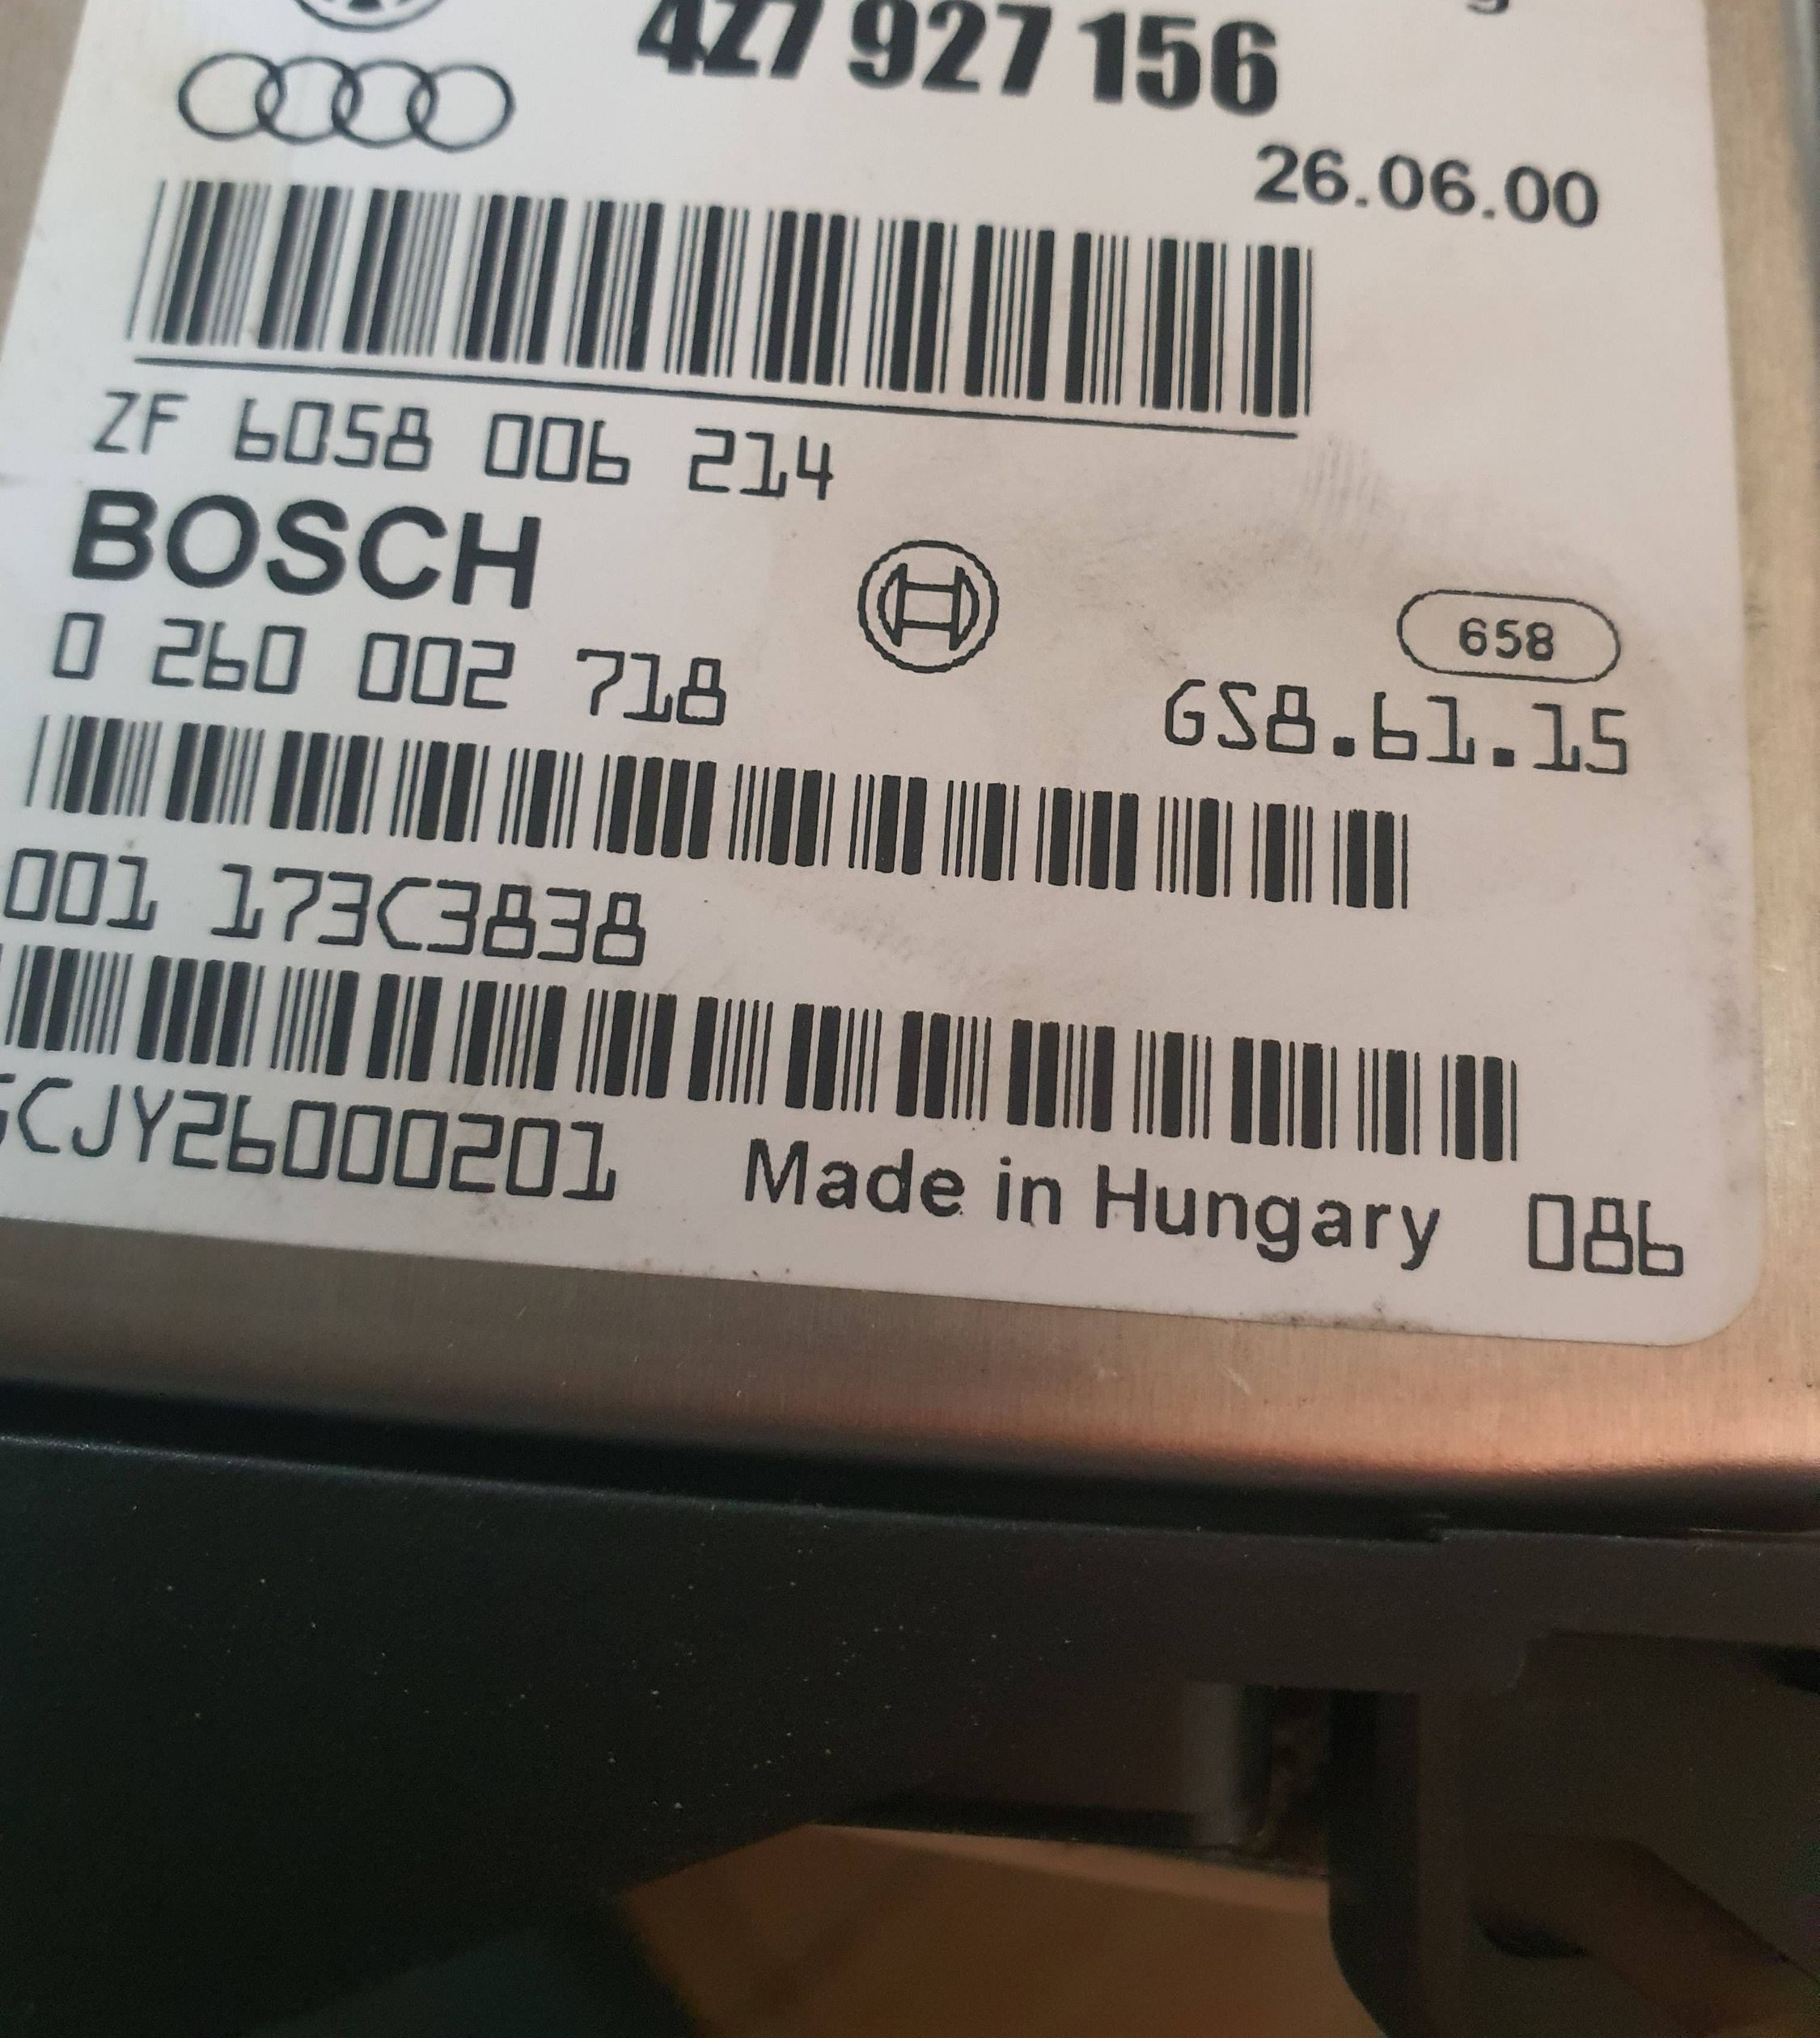 4Z7 927 156
26.06.00
ZF 6058 006 214
BOSCH
658
0 260 002 718
GS8.61.15
001 173C3838
CJY26000201 Made in Hungary 086